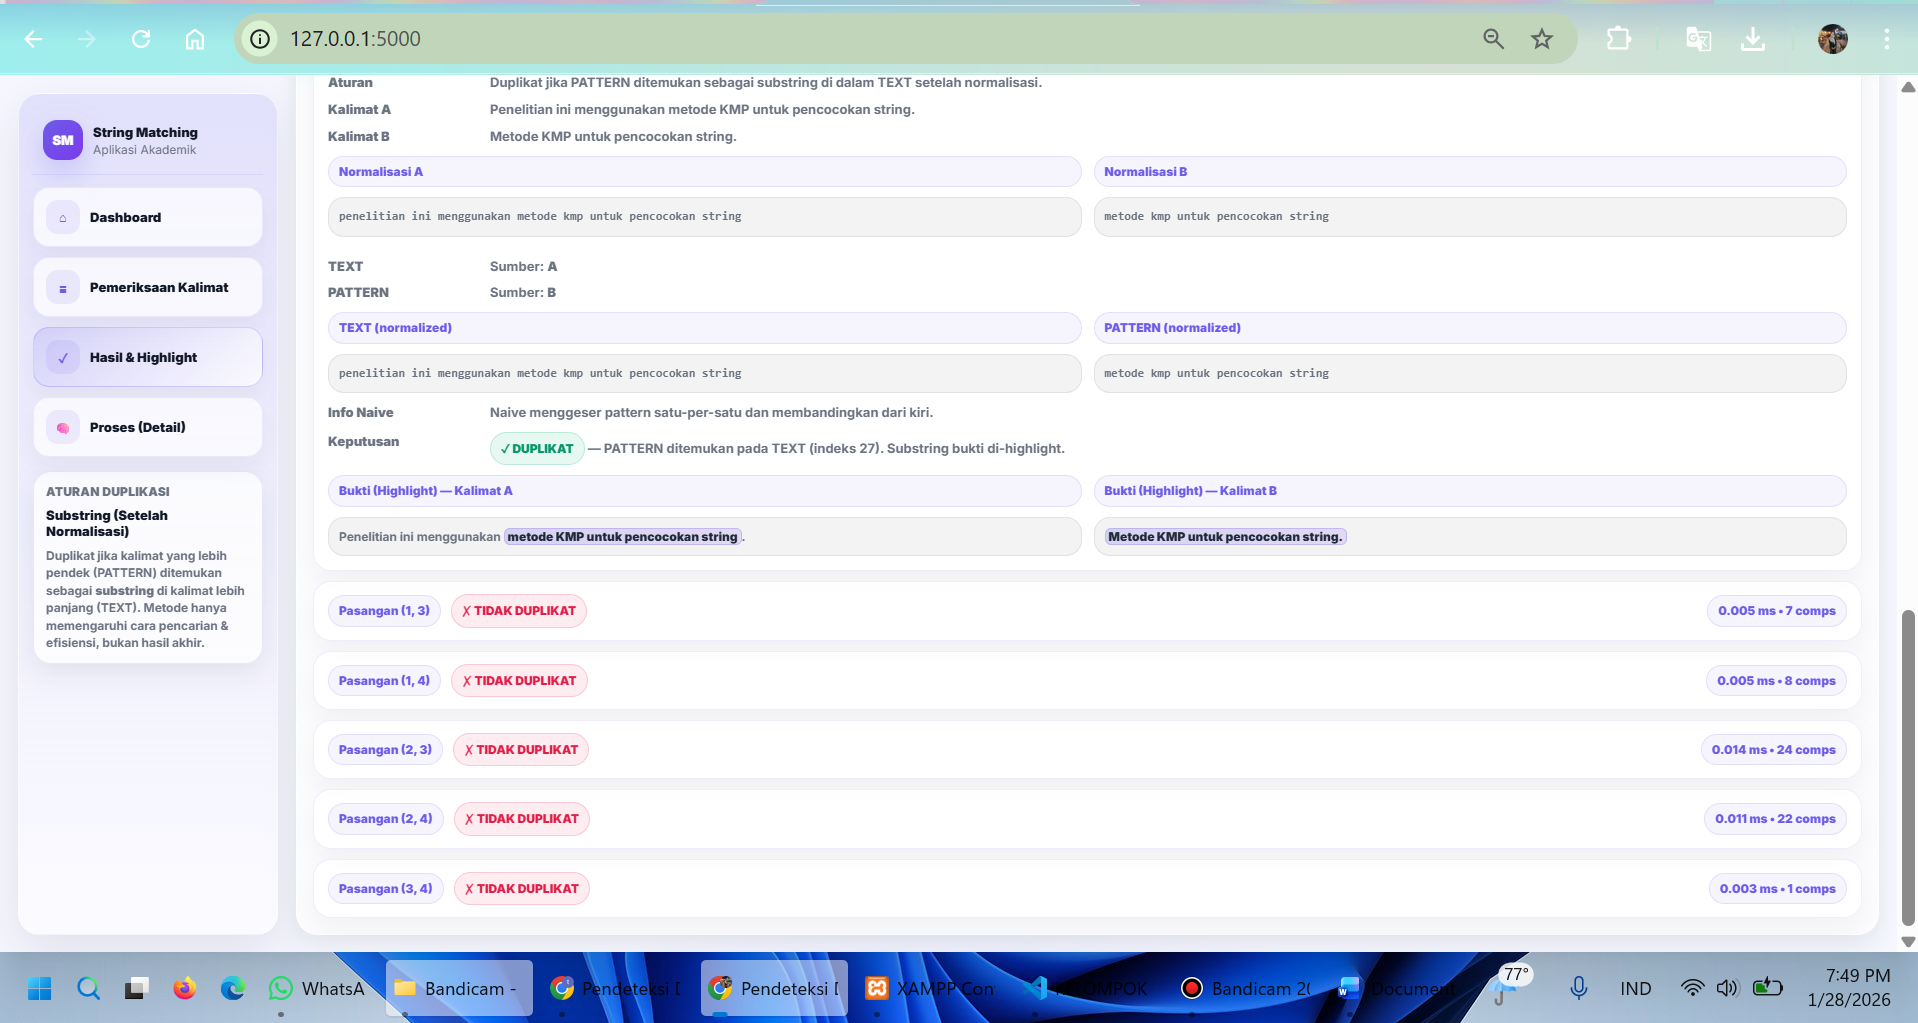 127.0.0.1:5000
SM
String Matching
Aplikasi Akademik
Dashboard
Pemeriksaan Kalimat
Hasil & Highlight
Proses (Detail)
ATURAN DUPLIKASI
Substring (Setelah
Normalisasi)
Duplikat jika kalimat yang lebih
pendek (PATTERN) ditemukan
sebagai substring di kalimat lebih
panjang (TEXT). Metode hanya
memengaruhi cara pencarian &
efisiensi, bukan hasil akhir.
Aturan Duplikat jika PATTERN ditemukan sebagai substring di dalam TEXT setelah normalisasi.
Kalimat A Penelitian ini menggunakan metode KMP untuk pencocokan string.
Kalimat B Metode KMP untuk pencocokan string.
Normalisasi A Normalisasi B
penelitian ini menggunakan metode kmp untuk pencocokan string metode kmp untuk pencocokan string
TEXT Sumber: A
PATTERN Sumber: B
TEXT (normalized) PATTERN (normalized)
penelitian ini menggunakan metode kmp untuk pencocokan string metode kmp untuk pencocokan string
Info Naive Naive menggeser pattern satu-per-satu dan membandingkan dari kiri.
Keputusan ✓ DUPLIKAT — PATTERN ditemukan pada TEXT (indeks 27). Substring bukti di-highlight.
Bukti (Highlight) — Kalimat A Bukti (Highlight) — Kalimat B
Penelitian ini menggunakan metode KMP untuk pencocokan string. Metode KMP untuk pencocokan string.
Pasangan (1, 3) ✗ TIDAK DUPLIKAT 0.005 ms • 7 comps
Pasangan (1, 4) ✗ TIDAK DUPLIKAT 0.005 ms • 8 comps
Pasangan (2, 3) ✗ TIDAK DUPLIKAT 0.014 ms • 24 comps
Pasangan (2, 4) ✗ TIDAK DUPLIKAT 0.011 ms • 22 comps
Pasangan (3, 4) ✗ TIDAK DUPLIKAT 0.003 ms • 1 comps
WhatsA Bandicam - Pendeteksi D Pendeteksi D XAMPP Con KELOMPOK Bandicam 20 Document 77° IND 7:49 PM
1/28/2026